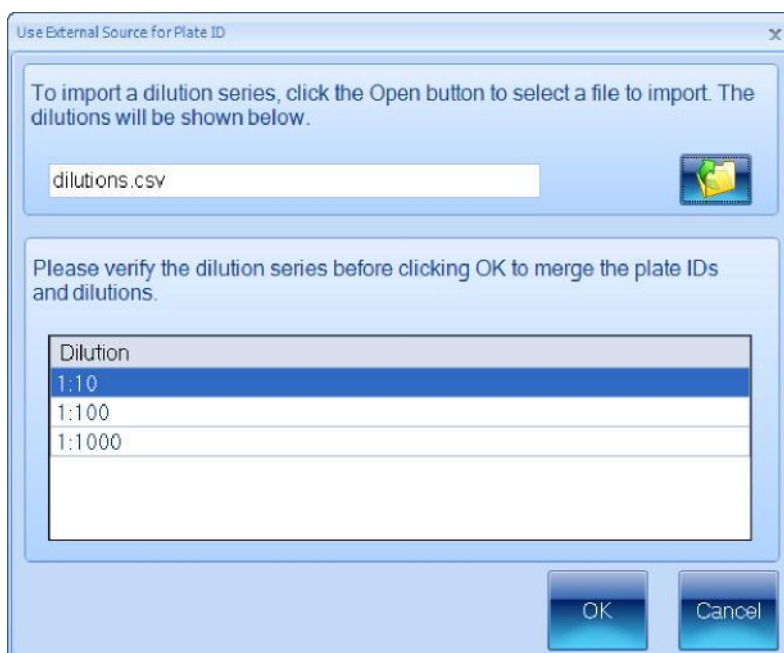 Use External Source for Plate ID
To import a dilution series, click the Open button to select a file to import. The
dilutions will be shown below.
dilutions.csv
Please verify the dilution series before clicking OK to merge the plate IDs
and dilutions.
Dilution
1:10
1:100
1:1000
OK
Cancel